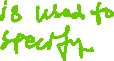 is used to
specify